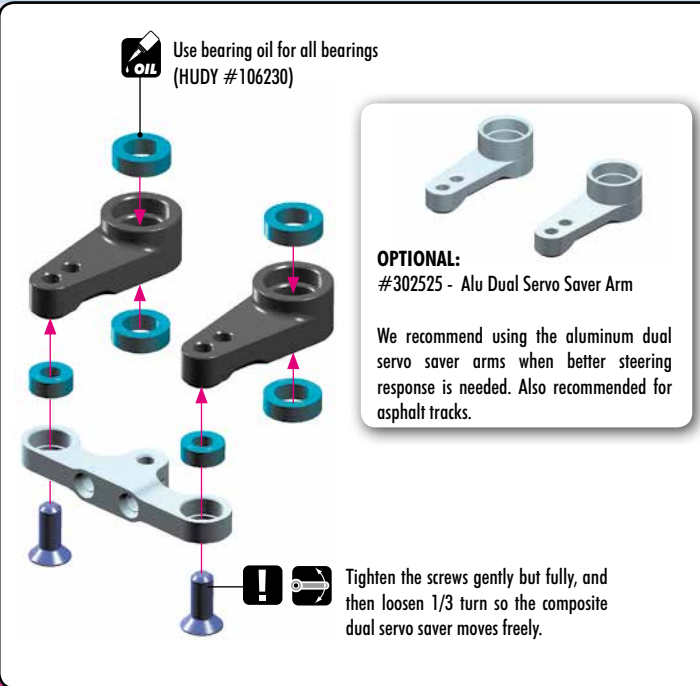 OIL
Use bearing oil for all bearings
(HUDY #106230)
OPTIONAL:
#302525 - Alu Dual Servo Saver Arm
We recommend using the aluminum dual
servo saver arms when better steering
response is needed. Also recommended for
asphalt tracks.
!
Tighten the screws gently but fully, and
then loosen 1/3 turn so the composite
dual servo saver moves freely.